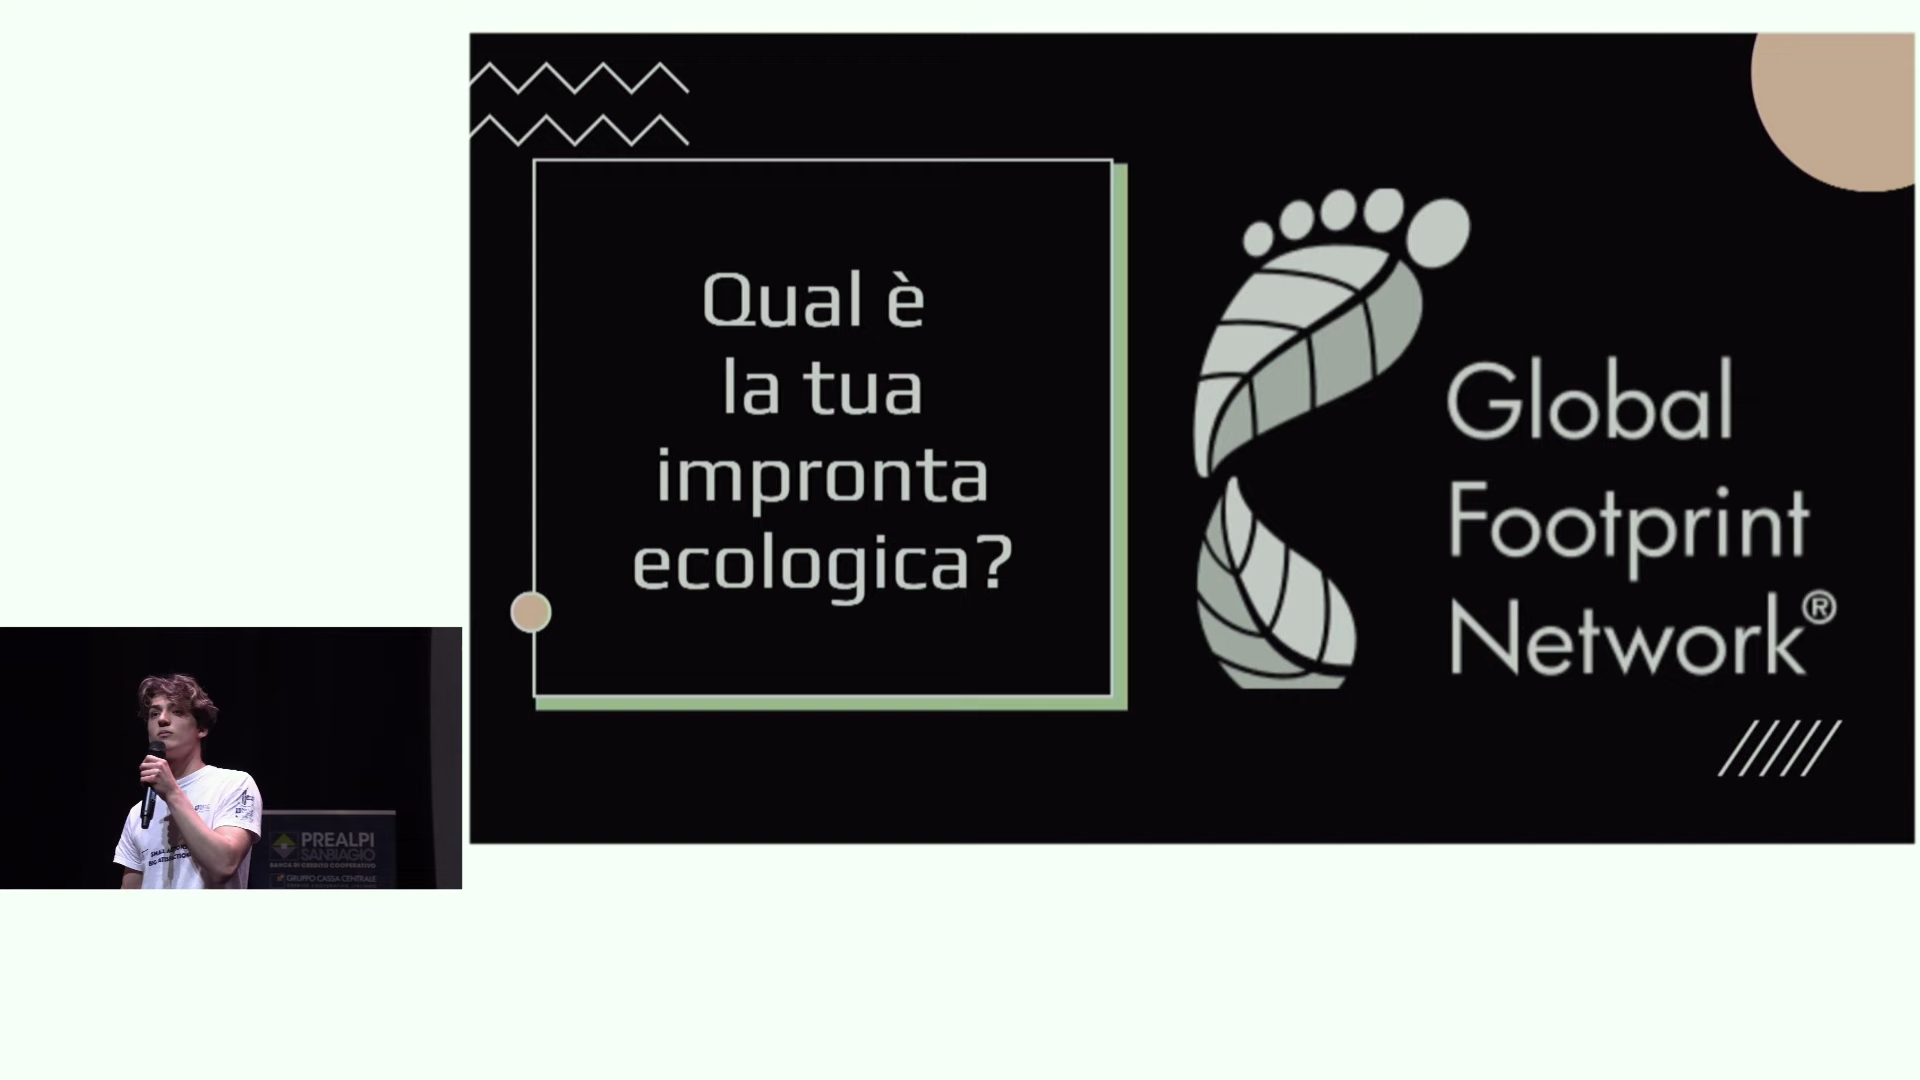 Qual è
la tua
impronta
ecologica?
Global
Footprint
Network®
PREALPI
SANBIAGIO
BANCA DI CREDITO COOPERATIVO
GRUPPO CASSA CENTRALE